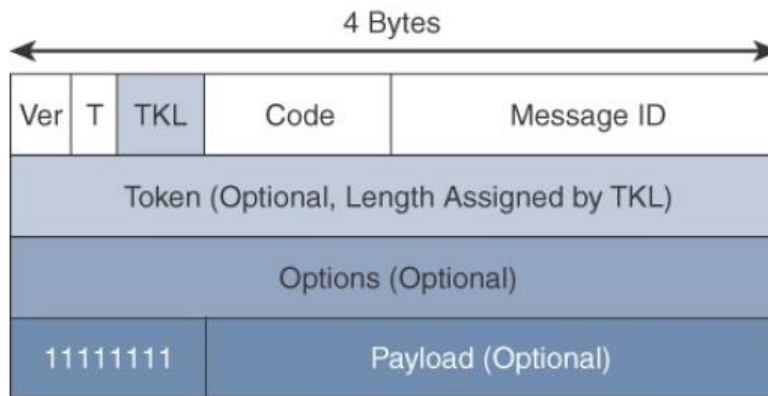 4 Bytes
Ver T TKL Code Message ID
Token (Optional, Length Assigned by TKL)
Options (Optional)
11111111 Payload (Optional)